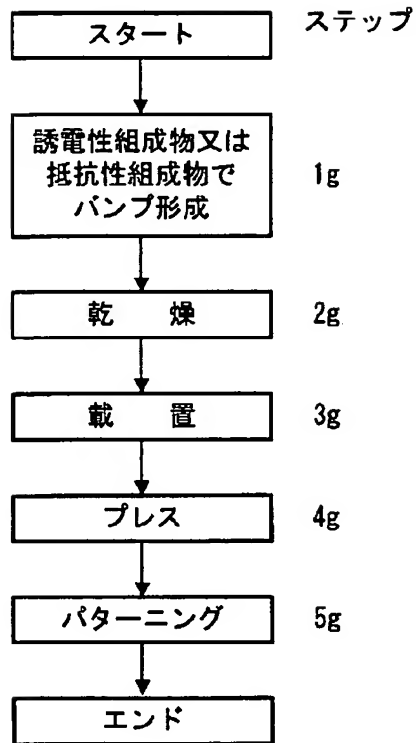 スタート ステップ
誘電性組成物又は
抵抗性組成物で
バンプ形成
1g
乾 燥 2g
載 置 3g
プレス 4g
パターニング 5g
エンド